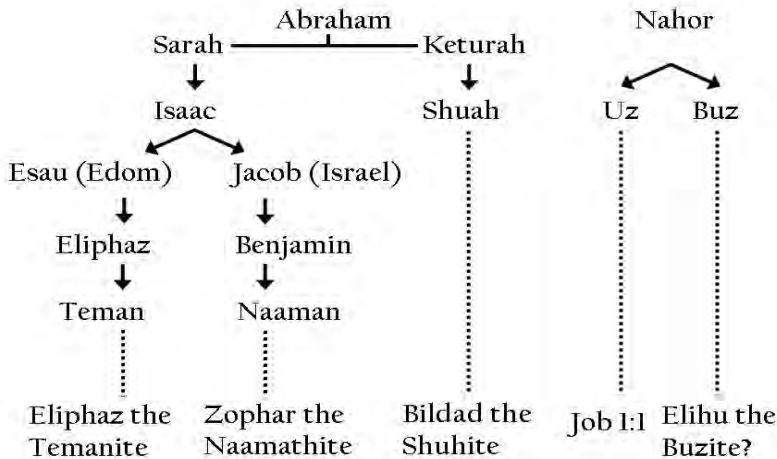 Abraham
Nahor
Sarah
Keturah
Isaac
Shuah
Uz
Buz
Esau (Edom)
Jacob (Israel)
Eliphaz
Benjamin
Teman
Naaman
Eliphaz the
Temanite
Zophar the
Naamathite
Bildad the
Shuhite
Job 1:1
Elihu the
Buzite?